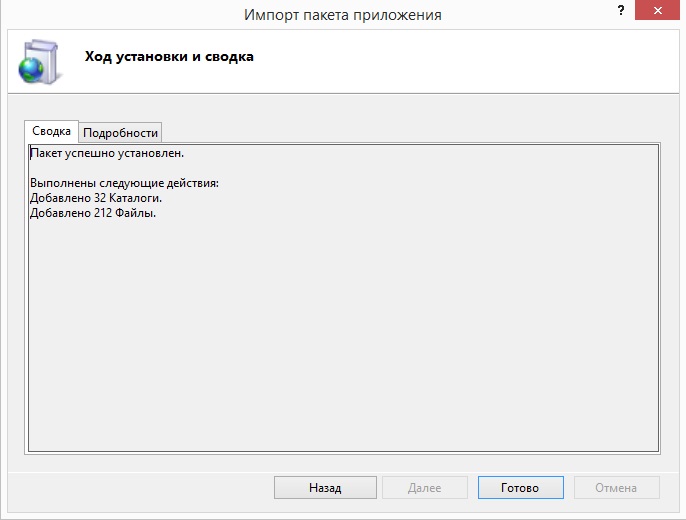 Импорт пакета приложения
?
Ход установки и сводка
Сводка
Подробности
Пакет успешно установлен.
Выполнены следующие действия:
Добавлено 32 Каталоги.
Добавлено 212 Файлы.
Назад
Далее
Готово
Отмена